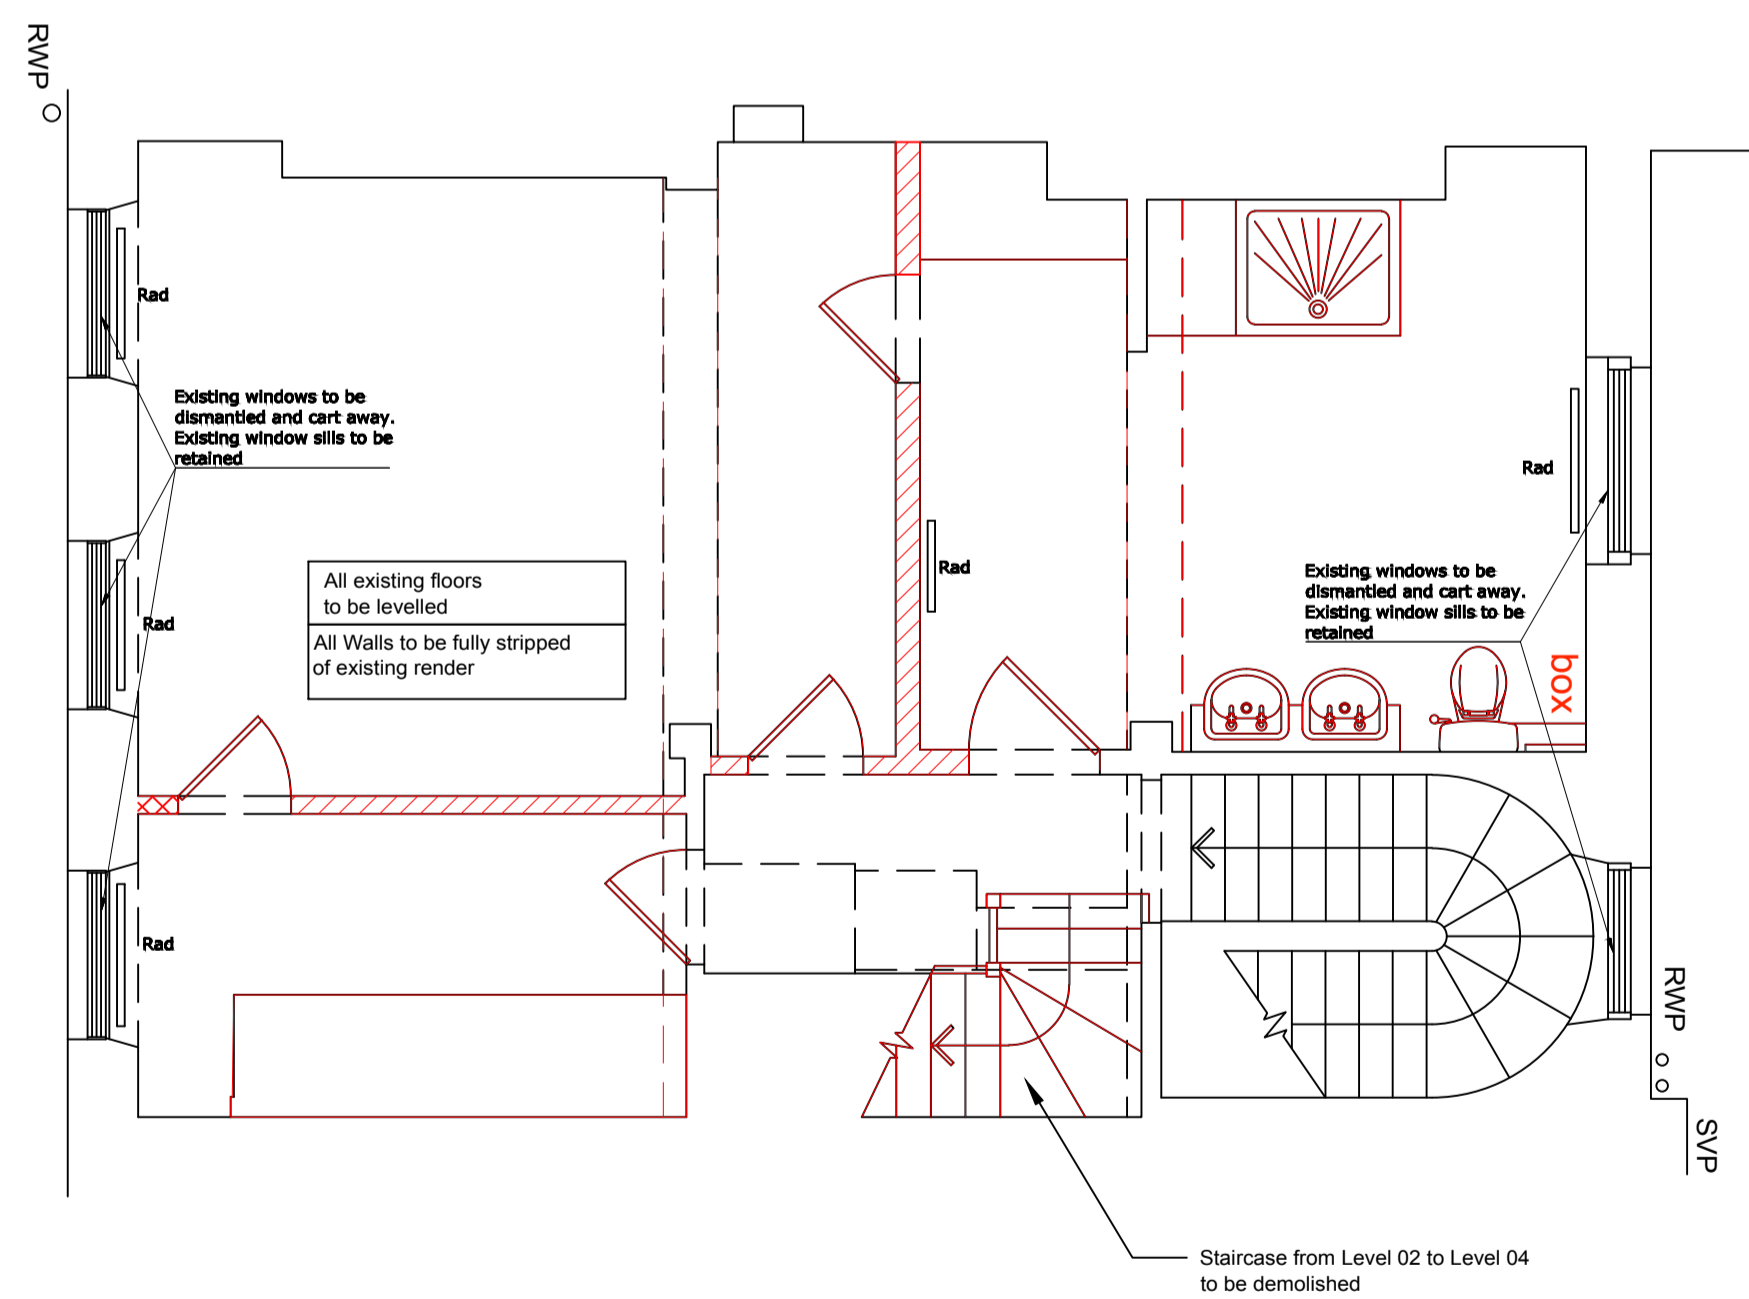 RWP
Rad
Existing windows to be
dismantled and cart away.
Existing window sills to be
retained
Rad
All existing floors
to be levelled
All Walls to be fully stripped
of existing render
Rad
Rad
Rad
Existing windows to be
dismantled and cart away.
Existing window sills to be
retained
box
Rad
RWP
SVP
Staircase from Level 02 to Level 04
to be demolished